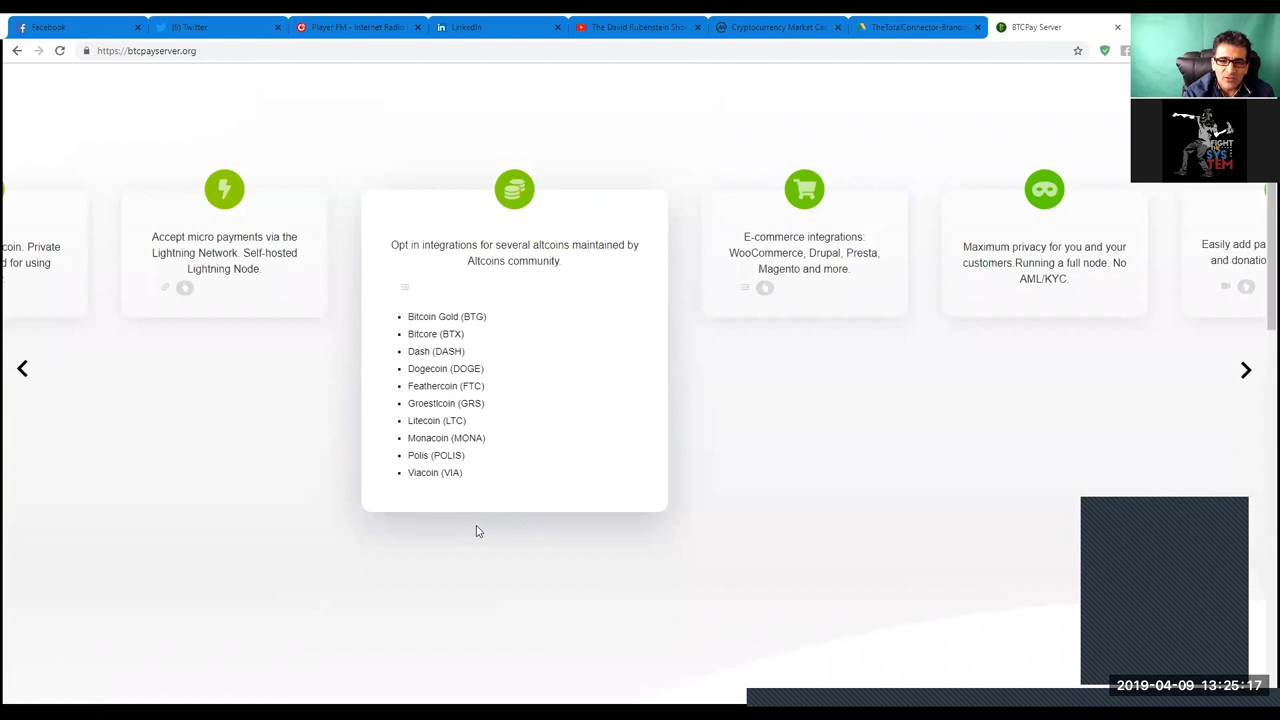 Facebook
(6) Twitter
Player FM - Internet Radio
LinkedIn
The David Rubenstein Sho
Cryptocurrency Market Ca
TheTotalConnector-Brand
BTCPay Server
https://btcpayserver.org
coin. Private
d for using
Accept micro payments via the
Lightning Network. Self-hosted
Lightning Node.
Opt in integrations for several altcoins maintained by
Altcoins community.
• Bitcoin Gold (BTG)
• Bitcore (BTX)
• Dash (DASH)
• Dogecoin (DOGE)
• Feathercoin (FTC)
• Groestlcoin (GRS)
• Litecoin (LTC)
• Monacoin (MONA)
• Polis (POLIS)
• Viacoin (VIA)
E-commerce integrations:
WooCommerce, Drupal, Presta,
Magento and more.
Maximum privacy for you and your
customers.Running a full node. No
AML/KYC.
Easily add pa
and donatio
FIGHT
SYS
TEM
2019-04-09 13:25:17